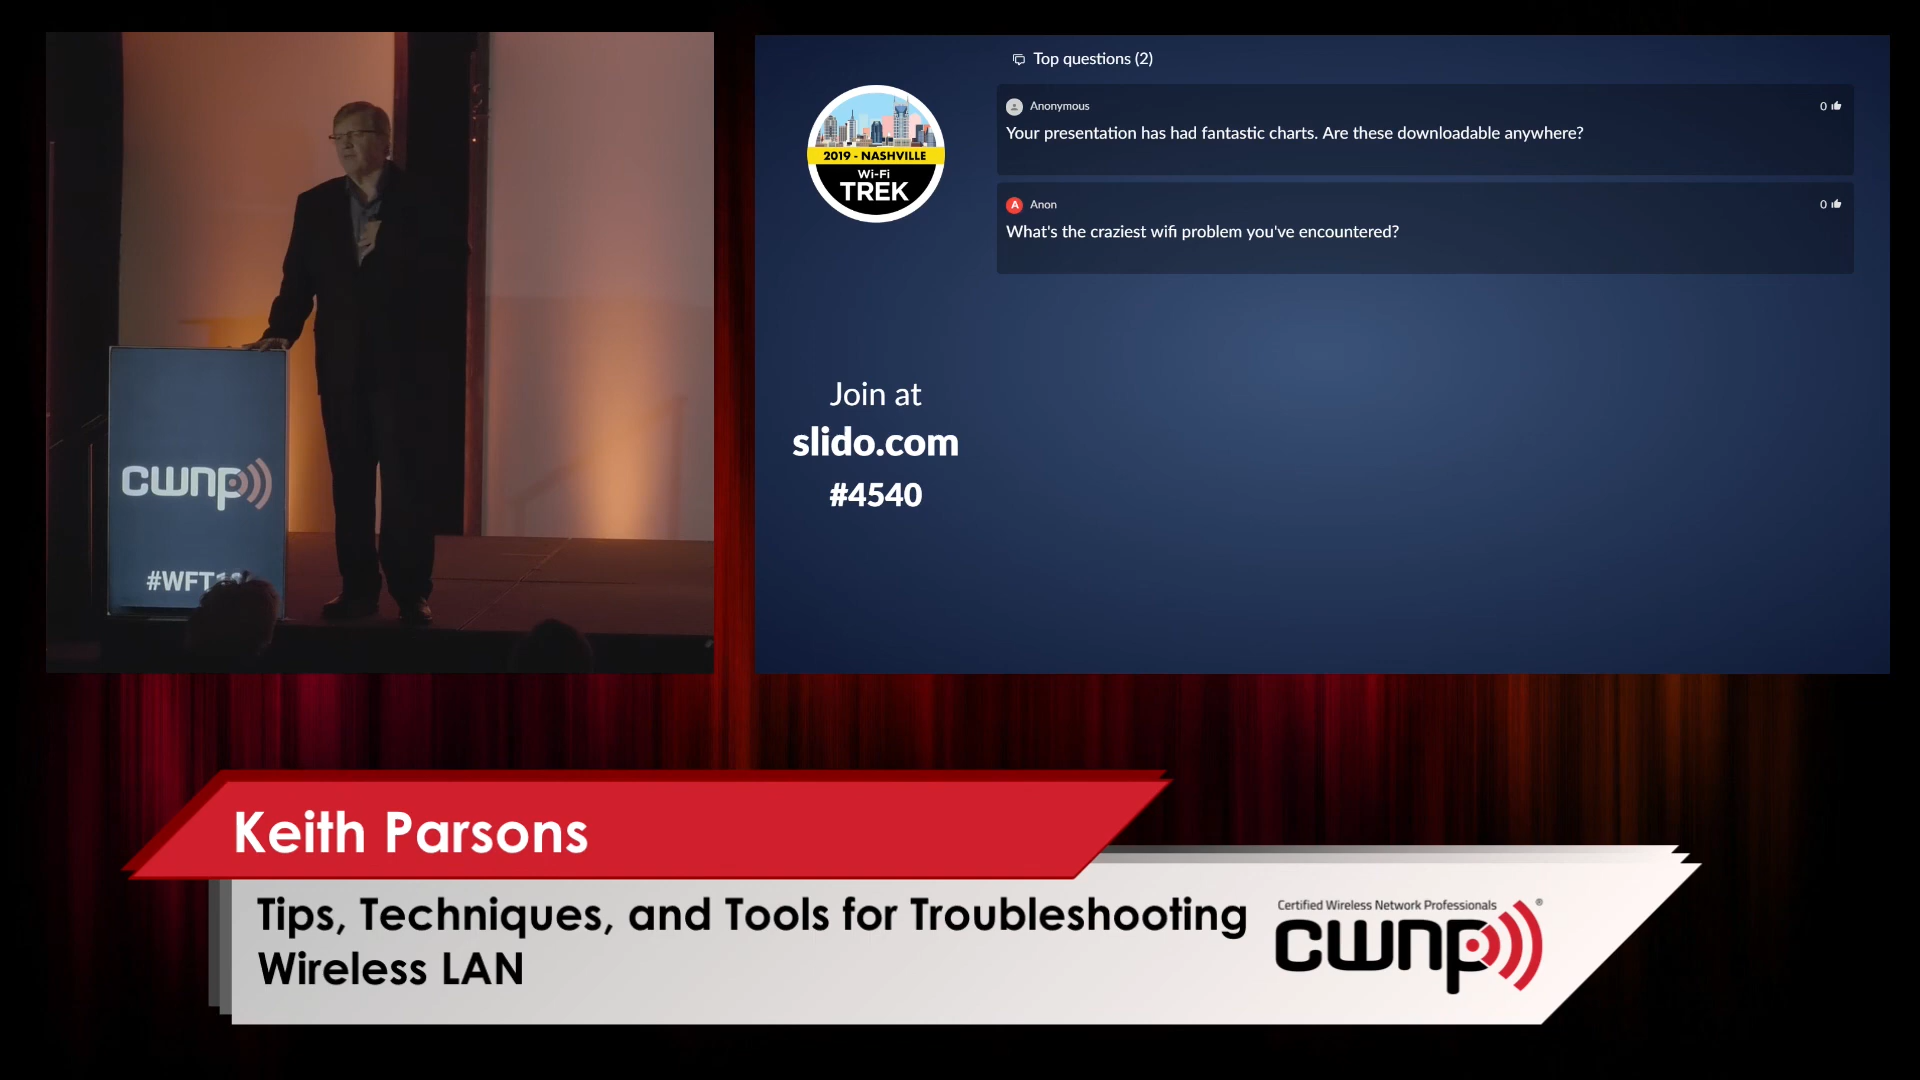 Top questions (2)
Anonymous
0
Your presentation has had fantastic charts. Are these downloadable anywhere?
A Anon
0
What's the craziest wifi problem you've encountered?
2019 - NASHVILLE
Wi-Fi
TREK
Join at
slido.com
#4540
cwnp
#WFT
Keith Parsons
Tips, Techniques, and Tools for Troubleshooting
Wireless LAN
Certified Wireless Network Professionals
cwnp®